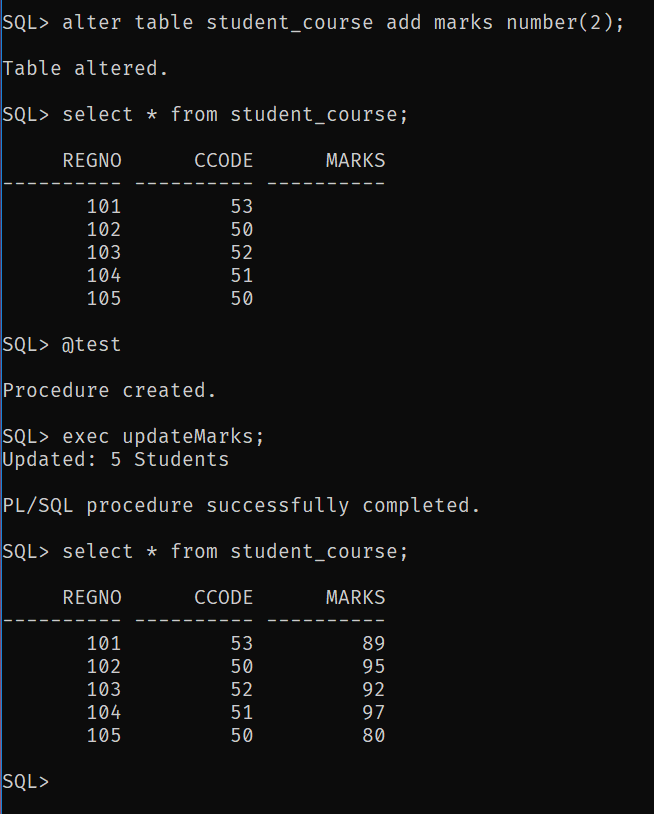 SQL> alter table student_course add marks number(2);
Table altered.
SQL> select * from student_course;
     REGNO      CCODE      MARKS
---------- ---------- ----------
       101         53
       102         50
       103         52
       104         51
       105         50
SQL> @test
Procedure created.
SQL> exec updateMarks;
Updated: 5 Students
PL/SQL procedure successfully completed.
SQL> select * from student_course;
     REGNO      CCODE      MARKS
---------- ---------- ----------
       101         53         89
       102         50         95
       103         52         92
       104         51         97
       105         50         80
SQL>